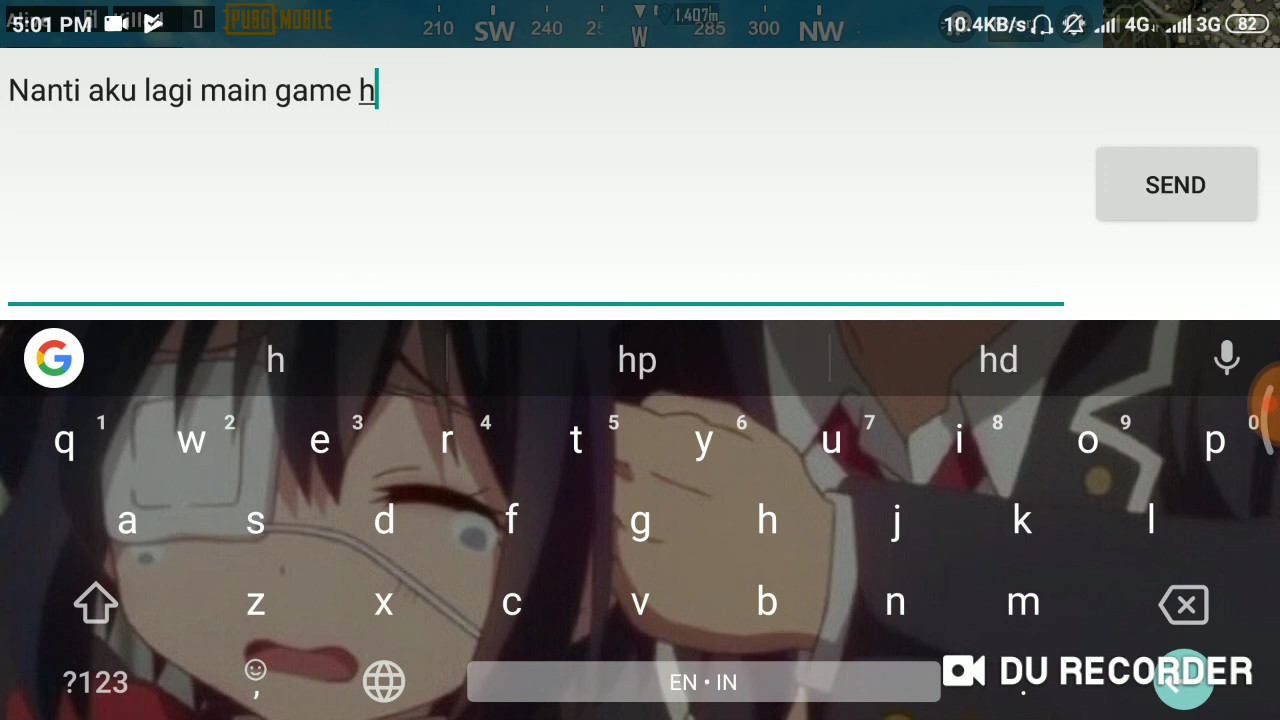 5:01 PM
PUBG MOBILE
210 SW 240 W 285 300 NW
1,407m
10.4KB/s 4G 3G 82
Nanti aku lagi main game h
SEND
h hp hd
1 2 3 4 5 6 7 8 9 0
q w e r t y u i o p
a s d f g h j k l
z x c v b n m
?123 , EN • IN .
DU RECORDER